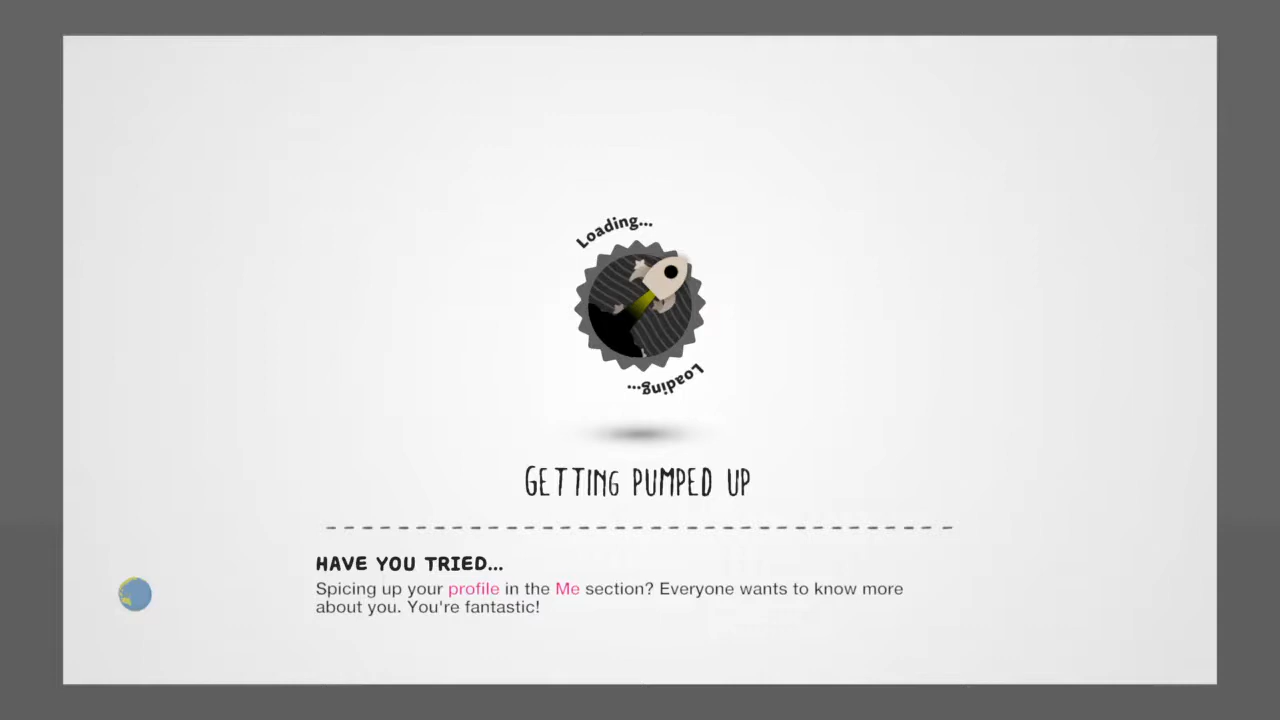 Loading...
Loading...
GETTING PUMPED UP
HAVE YOU TRIED...
Spicing up your profile in the Me section? Everyone wants to know more
about you. You're fantastic!